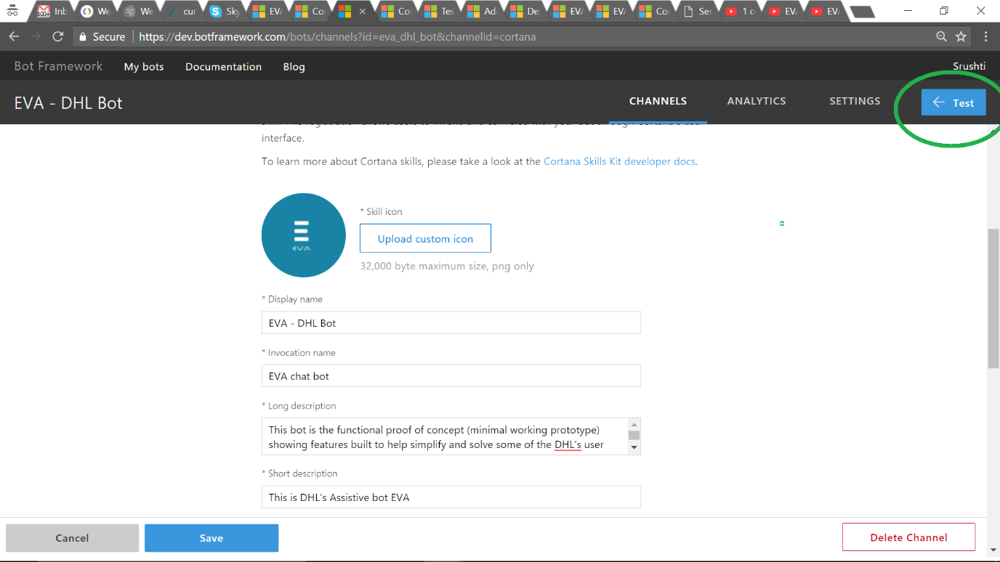 100+ Inb We We cur Sky EVA Co Co Tes Ad De EVA EVA Co Ser 1 o EVA EVA
Secure https://dev.botframework.com/bots/channels?id=eva_dhl_bot&channelId=cortana
Bot Framework My bots Documentation Blog Srushti
EVA - DHL Bot CHANNELS ANALYTICS SETTINGS Test
interface.
To learn more about Cortana skills, please take a look at the Cortana Skills Kit developer docs.
* Skill icon
Upload custom icon
eVA
32,000 byte maximum size, png only
* Display name
EVA - DHL Bot
* Invocation name
EVA chat bot
* Long description
This bot is the functional proof of concept (minimal working prototype)
showing features built to help simplify and solve some of the DHL's user
* Short description
This is DHL's Assistive bot EVA
Cancel Save Delete Channel